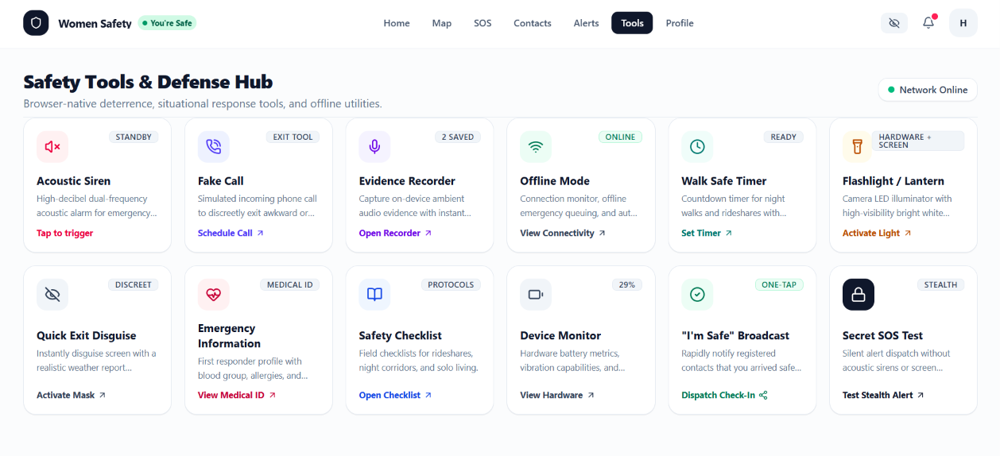 Women Safety
You're Safe
Home
Map
SOS
Contacts
Alerts
Tools
Profile
H
Safety Tools & Defense Hub
Browser-native deterrence, situational response tools, and offline utilities.
Network Online
STANDBY
Acoustic Siren
High-decibel dual-frequency
acoustic alarm for emergency...
Tap to trigger
EXIT TOOL
Fake Call
Simulated incoming phone call
to discreetly exit awkward or...
Schedule Call
2 SAVED
Evidence Recorder
Capture on-device ambient
audio evidence with instant...
Open Recorder
ONLINE
Offline Mode
Connection monitor, offline
emergency queuing, and aut...
View Connectivity
READY
Walk Safe Timer
Countdown timer for night
walks and rideshares with...
Set Timer
HARDWARE +
SCREEN
Flashlight / Lantern
Camera LED illuminator with
high-visibility bright white...
Activate Light
DISCREET
Quick Exit Disguise
Instantly disguise screen with a
realistic weather report...
Activate Mask
MEDICAL ID
Emergency
Information
First responder profile with
blood group, allergies, and...
View Medical ID
PROTOCOLS
Safety Checklist
Field checklists for rideshares,
night corridors, and solo living.
Open Checklist
29%
Device Monitor
Hardware battery metrics,
vibration capabilities, and...
View Hardware
ONE-TAP
"I'm Safe" Broadcast
Rapidly notify registered
contacts that you arrived safe...
Dispatch Check-In
STEALTH
Secret SOS Test
Silent alert dispatch without
acoustic sirens or screen...
Test Stealth Alert